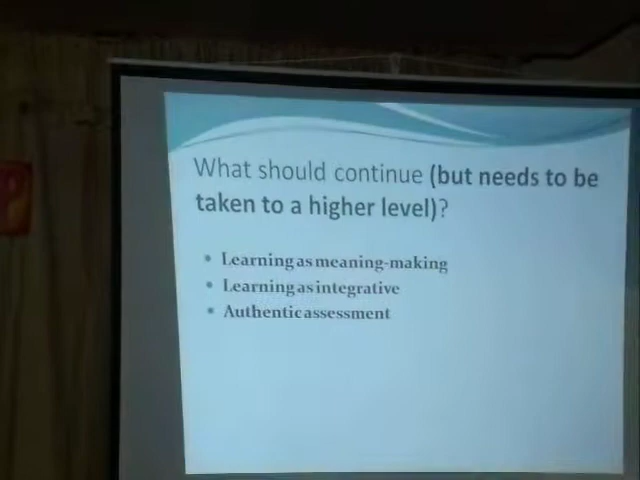 What should continue (but needs to be
taken to a higher level)?
• Learning as meaning-making
• Learning as integrative
• Authentic assessment